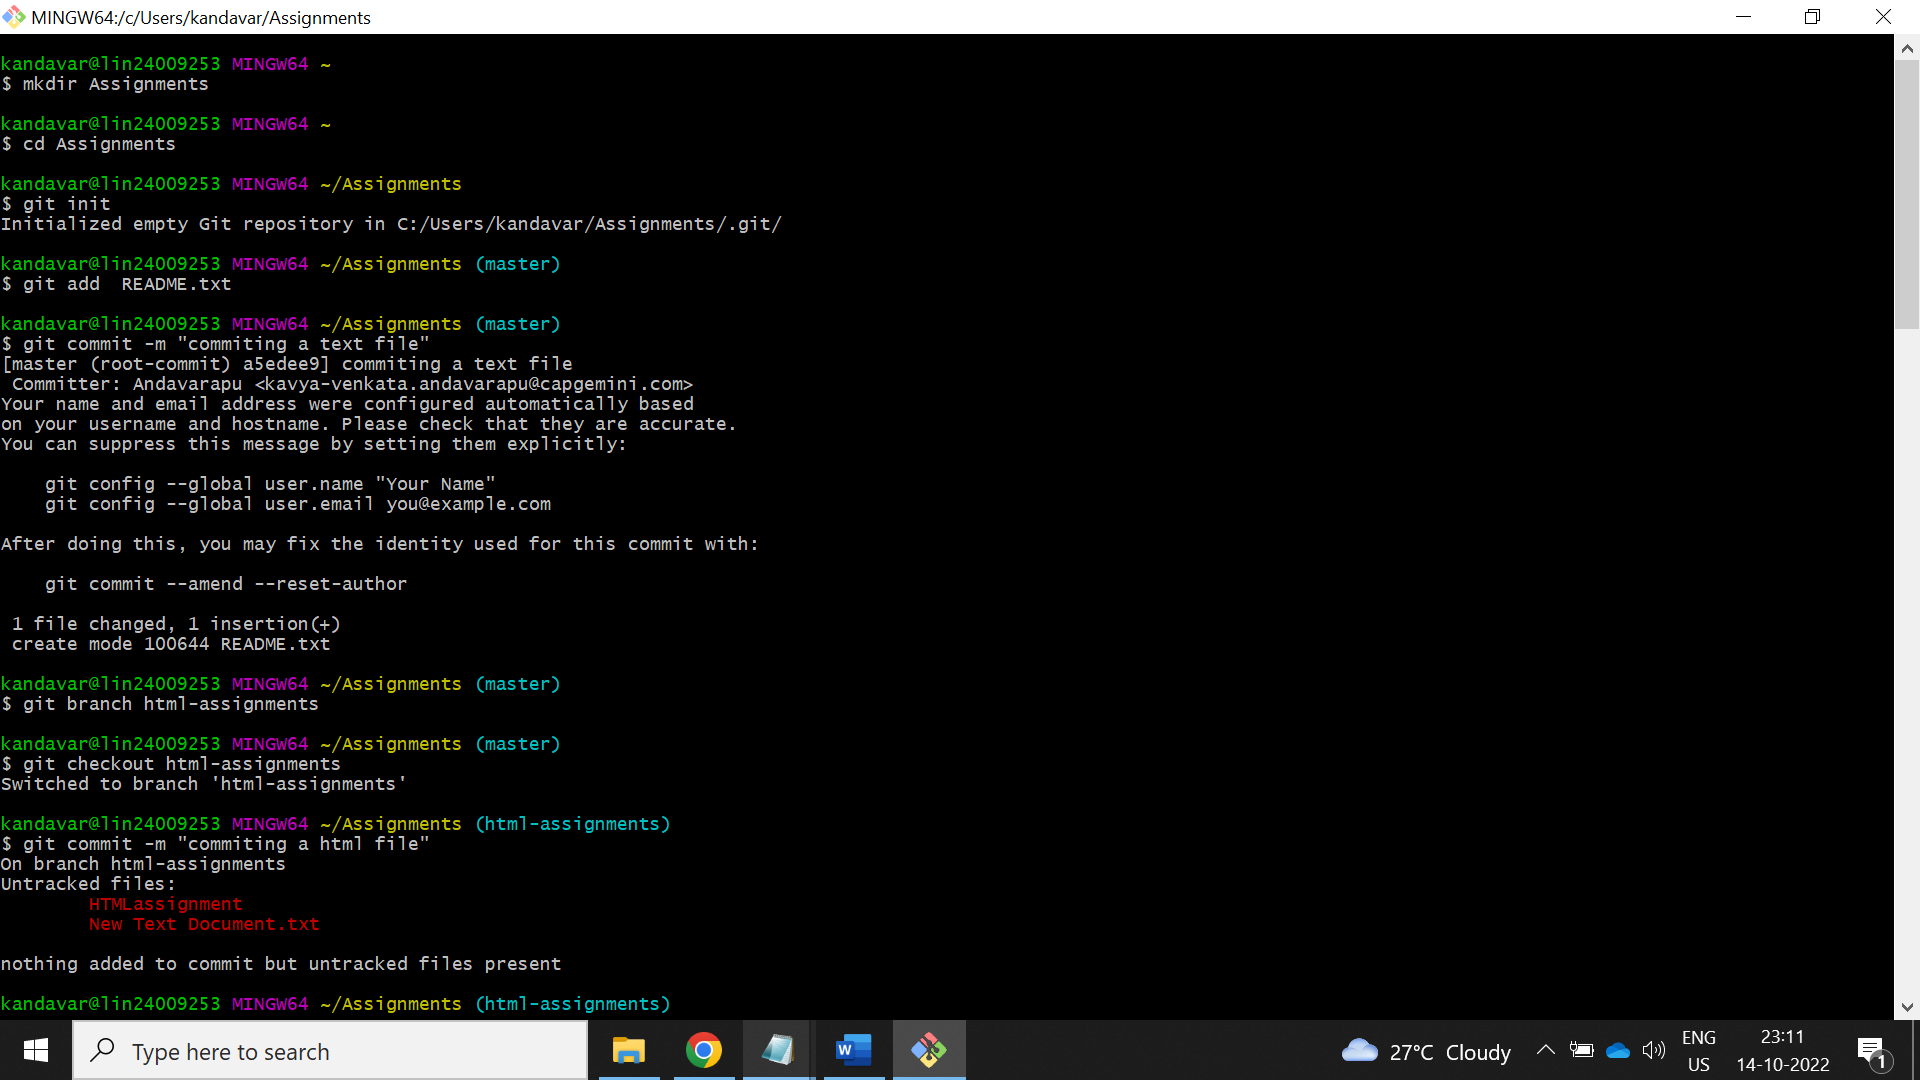 MINGW64:/c/Users/kandavar/Assignments
kandavar@lin24009253 MINGW64 ~
$ mkdir Assignments
kandavar@lin24009253 MINGW64 ~
$ cd Assignments
kandavar@lin24009253 MINGW64 ~/Assignments
$ git init
Initialized empty Git repository in C:/Users/kandavar/Assignments/.git/
kandavar@lin24009253 MINGW64 ~/Assignments (master)
$ git add  README.txt
kandavar@lin24009253 MINGW64 ~/Assignments (master)
$ git commit -m "commiting a text file"
[master (root-commit) a5edee9] commiting a text file
 Committer: Andavarapu <kavya-venkata.andavarapu@capgemini.com>
Your name and email address were configured automatically based
on your username and hostname. Please check that they are accurate.
You can suppress this message by setting them explicitly:
    git config --global user.name "Your Name"
    git config --global user.email you@example.com
After doing this, you may fix the identity used for this commit with:
    git commit --amend --reset-author
 1 file changed, 1 insertion(+)
 create mode 100644 README.txt
kandavar@lin24009253 MINGW64 ~/Assignments (master)
$ git branch html-assignments
kandavar@lin24009253 MINGW64 ~/Assignments (master)
$ git checkout html-assignments
Switched to branch 'html-assignments'
kandavar@lin24009253 MINGW64 ~/Assignments (html-assignments)
$ git commit -m "commiting a html file"
On branch html-assignments
Untracked files:
        HTMLassignment
        New Text Document.txt
nothing added to commit but untracked files present
kandavar@lin24009253 MINGW64 ~/Assignments (html-assignments)
Type here to search
W
27°C Cloudy
ENG
US
23:11
14-10-2022
1